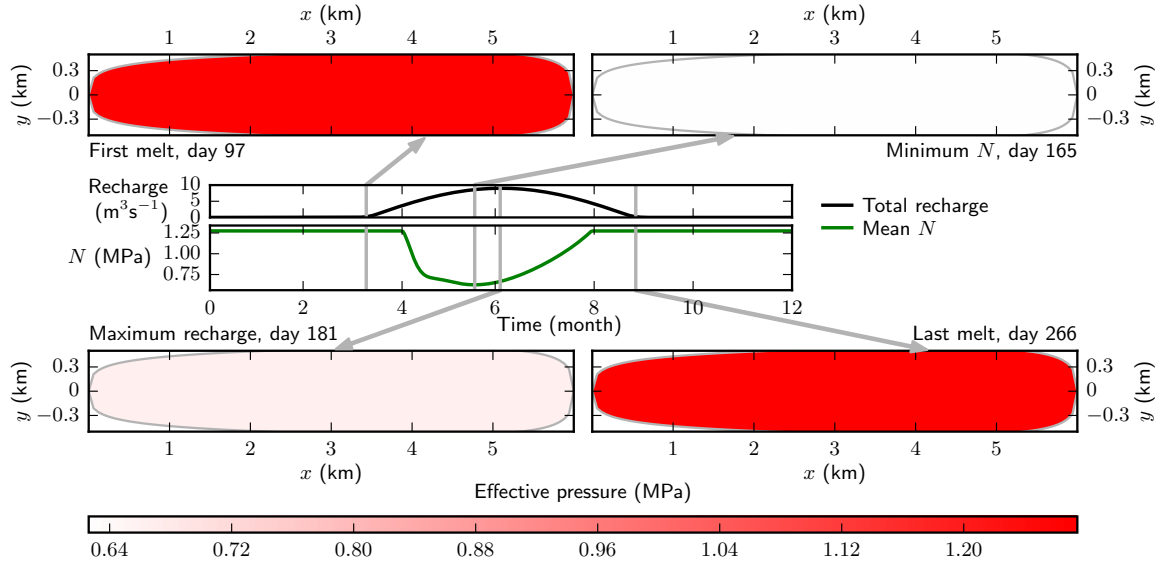 x (km)
x (km)
1 2 3 4 5
1 2 3 4 5
y (km)
0.3
0
−0.3
0.3
0
−0.3
y (km)
First melt, day 97
Minimum N, day 165
Recharge
(m³s⁻¹)
10
5
0
Total recharge
Mean N
N (MPa)
1.25
1.00
0.75
0 2 4 6 8 10 12
Time (month)
Maximum recharge, day 181
Last melt, day 266
y (km)
0.3
0
−0.3
0.3
0
−0.3
y (km)
1 2 3 4 5
1 2 3 4 5
x (km)
x (km)
Effective pressure (MPa)
0.64 0.72 0.80 0.88 0.96 1.04 1.12 1.20